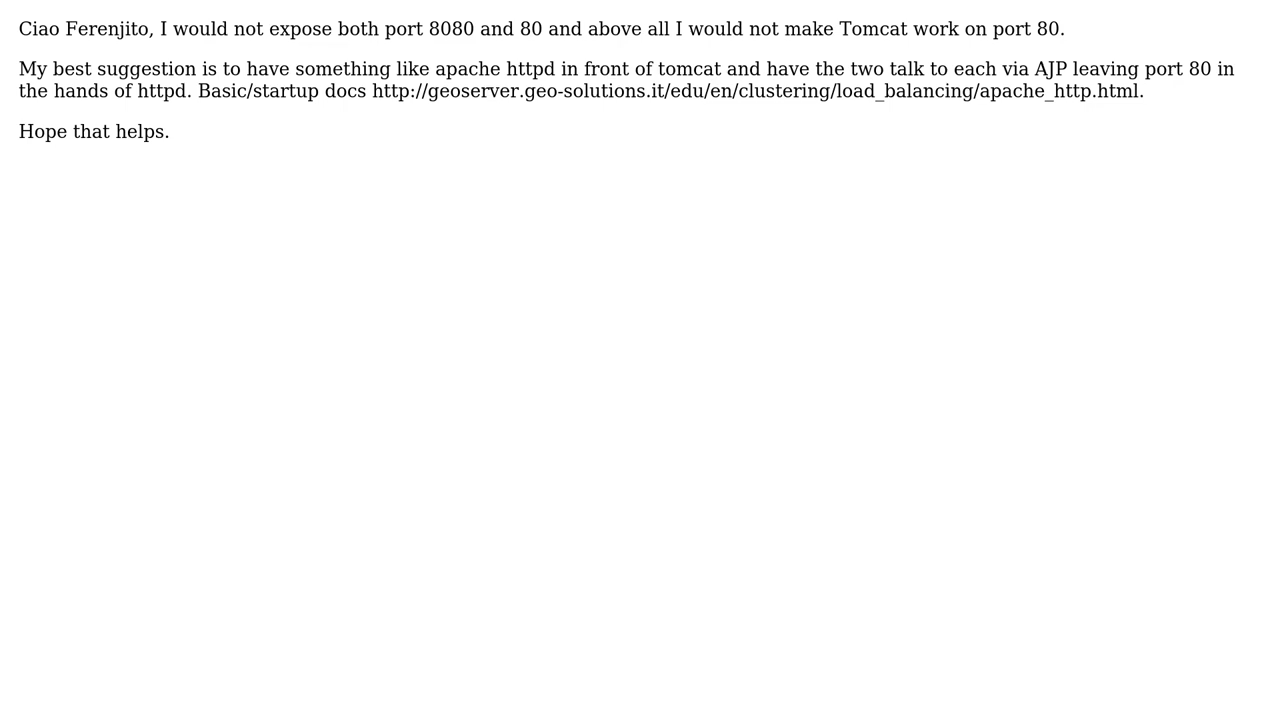 Ciao Ferenjito, I would not expose both port 8080 and 80 and above all I would not make Tomcat work on port 80.
My best suggestion is to have something like apache httpd in front of tomcat and have the two talk to each via AJP leaving port 80 in
the hands of httpd. Basic/startup docs http://geoserver.geo-solutions.it/edu/en/clustering/load_balancing/apache_http.html.
Hope that helps.